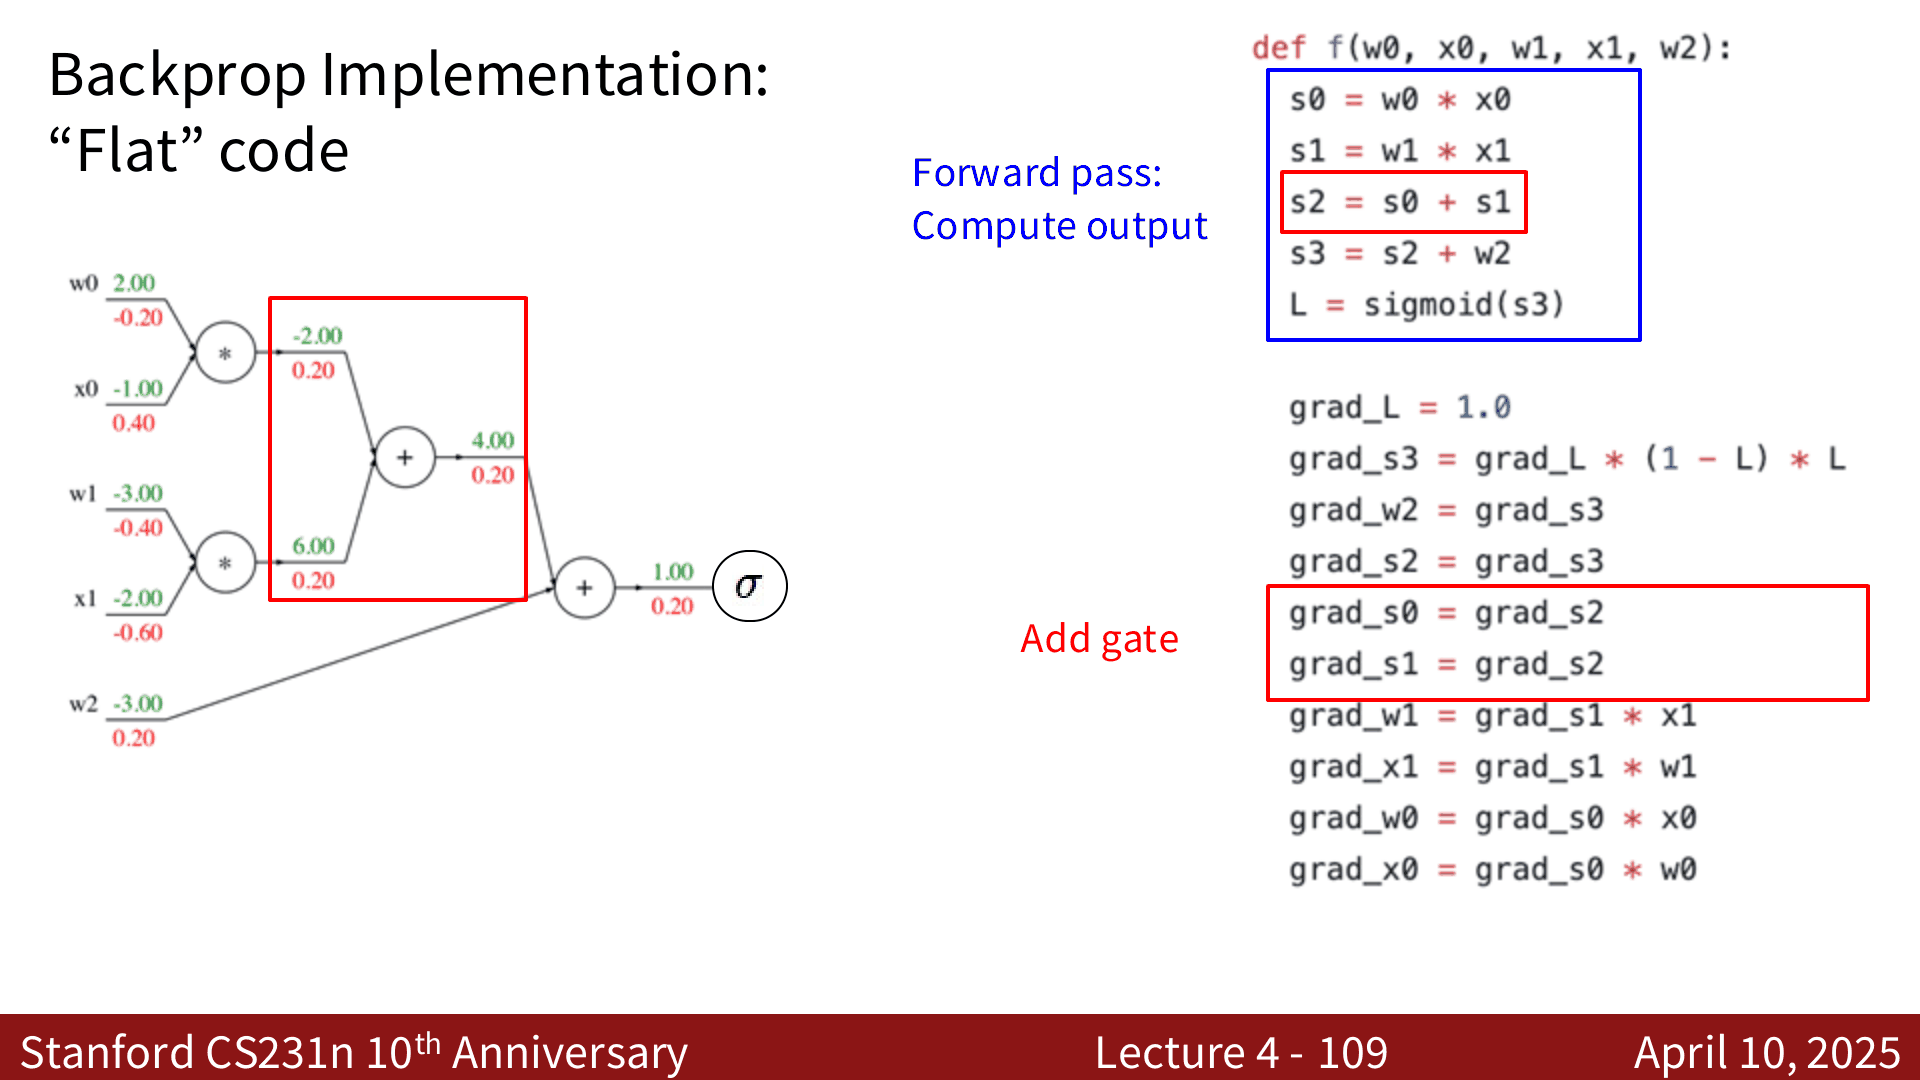 Backprop Implementation:
“Flat” code
Forward pass:
Compute output
def f(w0, x0, w1, x1, w2):
s0 = w0 * x0
s1 = w1 * x1
s2 = s0 + s1
s3 = s2 + w2
L = sigmoid(s3)
grad_L = 1.0
grad_s3 = grad_L * (1 - L) * L
grad_w2 = grad_s3
grad_s2 = grad_s3
Add gate
grad_s0 = grad_s2
grad_s1 = grad_s2
grad_w1 = grad_s1 * x1
grad_x1 = grad_s1 * w1
grad_w0 = grad_s0 * x0
grad_x0 = grad_s0 * w0
w0 2.00
-0.20
*
-2.00
0.20
x0 -1.00
0.40
+
4.00
0.20
w1 -3.00
-0.40
*
6.00
0.20
x1 -2.00
-0.60
+
1.00
0.20
σ
w2 -3.00
0.20
Stanford CS231n 10th Anniversary
Lecture 4 - 109
April 10, 2025